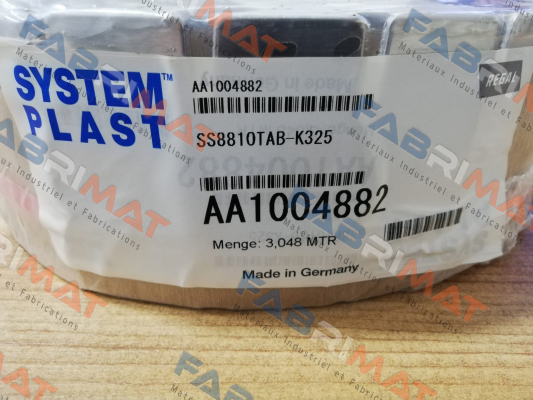 SYSTEM™
PLAST
AA1004882
SS8810TAB-K325
AA1004882
Menge: 3,048 MTR
Made in Germany
REGAL
FABRIMAT
Materiaux Industriel et Fabrications